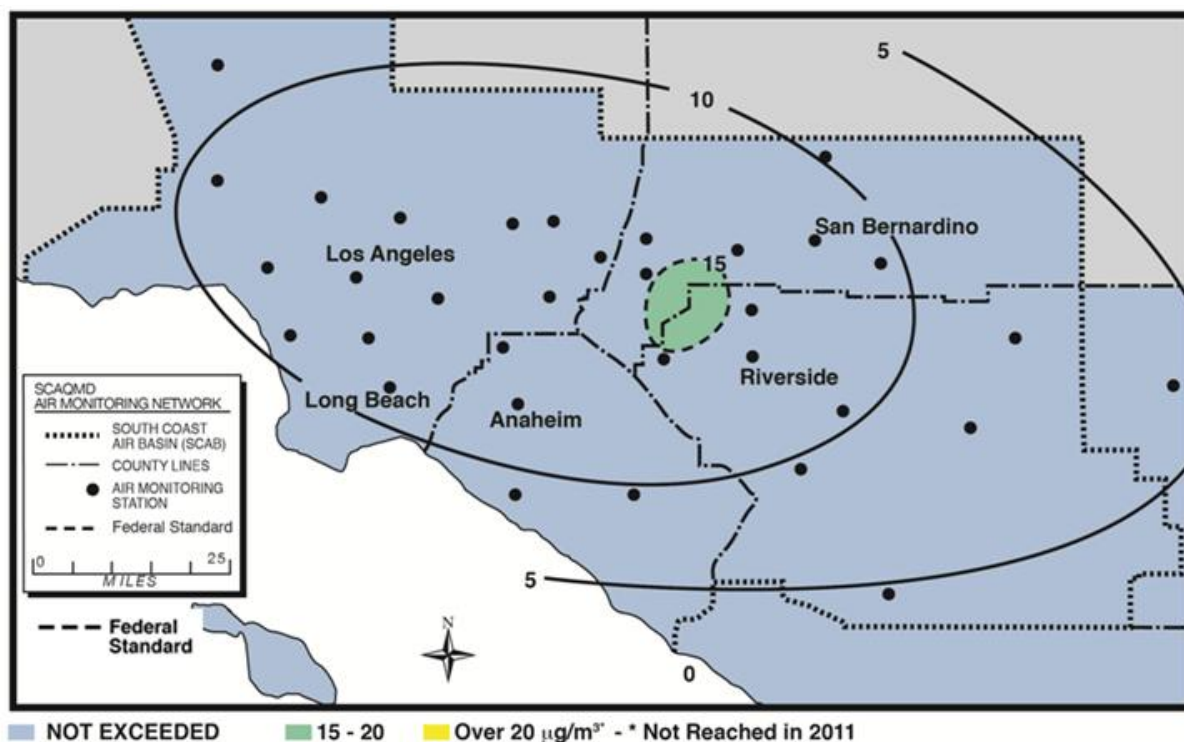 5
10
San Bernardino
Los Angeles
15
Riverside
Long Beach
Anaheim
SCAQMD
AIR MONITORING NETWORK
SOUTH COAST
AIR BASIN (SCAB)
COUNTY LINES
AIR MONITORING
STATION
Federal Standard
0 25
MILES
5
N
Federal
Standard
0
NOT EXCEEDED 15 - 20 Over 20 µg/m³* - * Not Reached in 2011